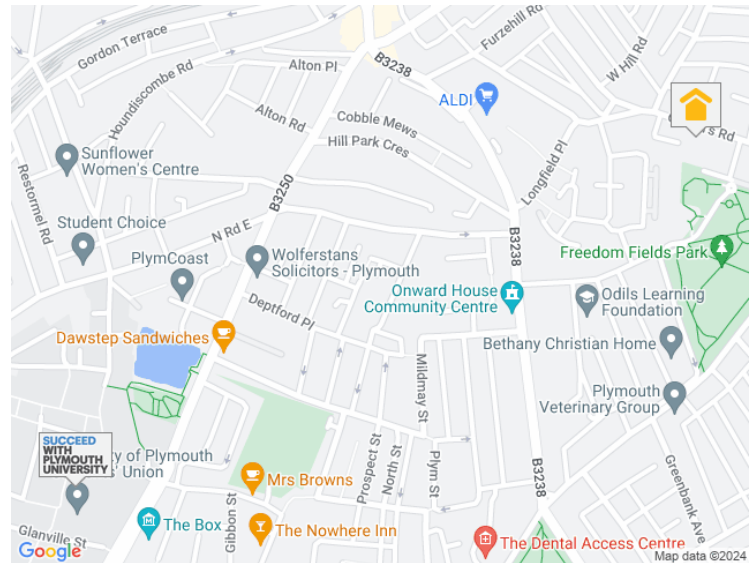 Gordon Terrace
B3238
Furzehill Rd
W Hill Rd
Houndiscombe Rd
Alton Pl
ALDI
Alton Rd
Cobble Mews
Hill Park Cres
Sunflower
Women's Centre
Longfield Pl
Restormel Rd
B3250
Student Choice
N Rd E
B3238
Wolferstans
Solicitors - Plymouth
Freedom Fields Park
PlymCoast
Onward House
Community Centre
Odils Learning
Foundation
Deptford Pl
Dawstep Sandwiches
Bethany Christian Home
Mildmay St
Plymouth
Veterinary Group
SUCCEED
WITH
PLYMOUTH
UNIVERSITY
ty of Plymouth
s' Union
Prospect St
North St
Plym St
B3238
Greenbank Ave
Mrs Browns
Gibbon St
The Box
The Nowhere Inn
Glanville St
The Dental Access Centre
Google
Map data ©2024